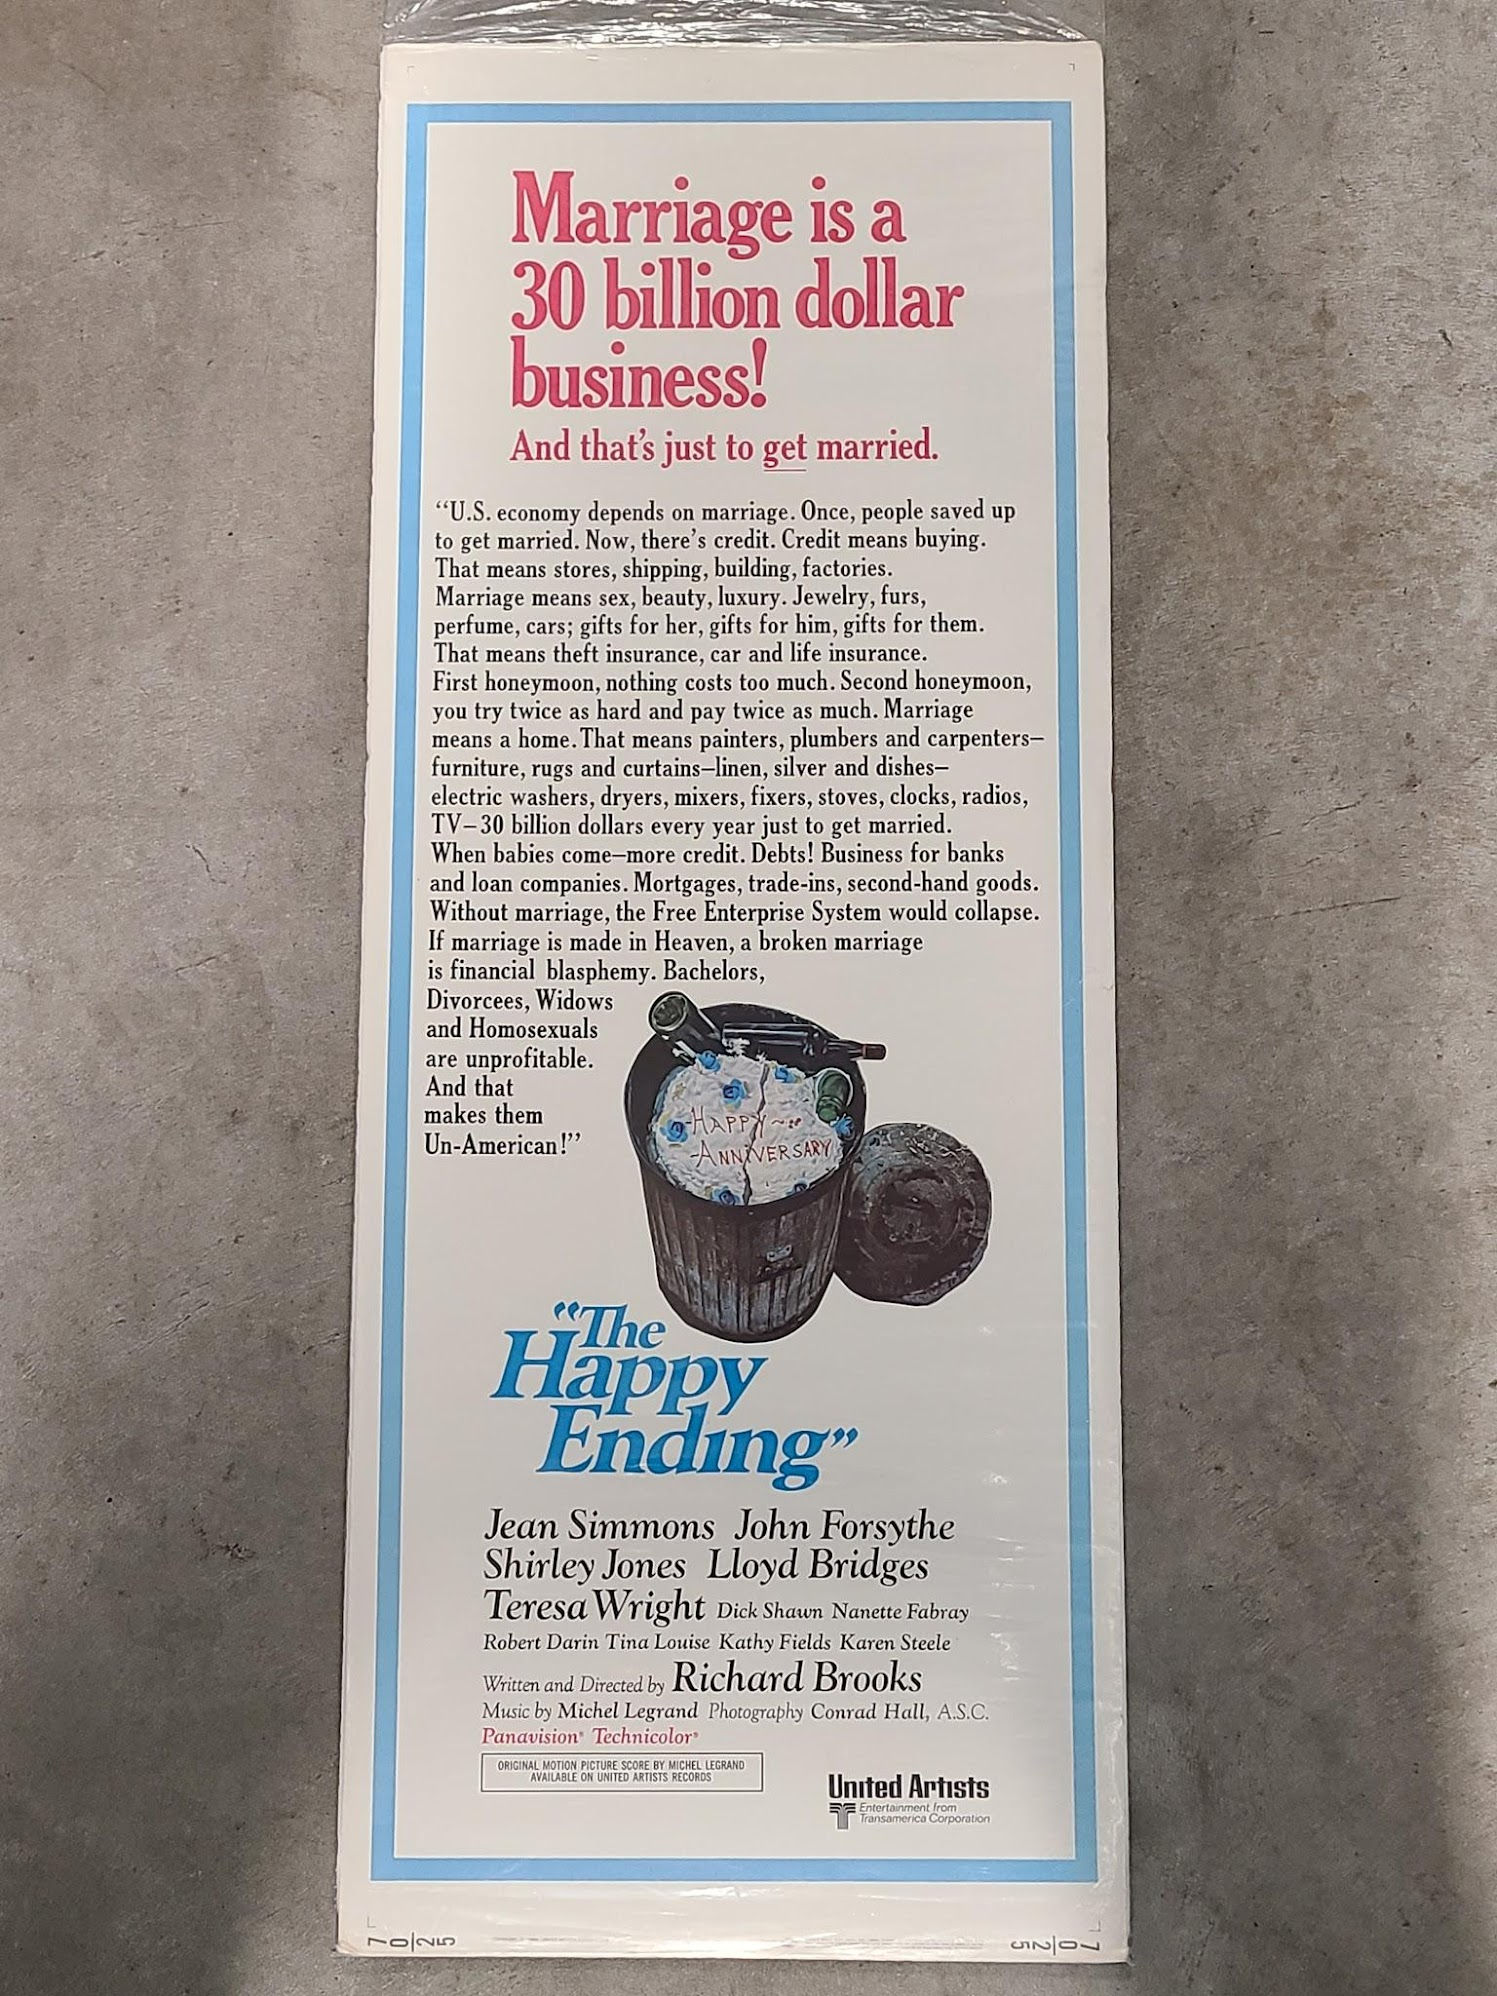 Marriage is a
30 billion dollar
business!
And that's just to get married.
“U.S. economy depends on marriage. Once, people saved up
to get married. Now, there's credit. Credit means buying.
That means stores, shipping, building, factories.
Marriage means sex, beauty, luxury. Jewelry, furs,
perfume, cars; gifts for her, gifts for him, gifts for them.
That means theft insurance, car and life insurance.
First honeymoon, nothing costs too much. Second honeymoon,
you try twice as hard and pay twice as much. Marriage
means a home. That means painters, plumbers and carpenters–
furniture, rugs and curtains–linen, silver and dishes–
electric washers, dryers, mixers, fixers, stoves, clocks, radios,
TV–30 billion dollars every year just to get married.
When babies come–more credit. Debts! Business for banks
and loan companies. Mortgages, trade-ins, second-hand goods.
Without marriage, the Free Enterprise System would collapse.
If marriage is made in Heaven, a broken marriage
is financial blasphemy. Bachelors,
Divorcees, Widows
and Homosexuals
are unprofitable.
And that
makes them
Un-American!”
HAPPY
ANNIVERSARY
“The
Happy
Ending”
Jean Simmons John Forsythe
Shirley Jones Lloyd Bridges
Teresa Wright Dick Shawn Nanette Fabray
Robert Darin Tina Louise Kathy Fields Karen Steele
Written and Directed by Richard Brooks
Music by Michel Legrand Photography Conrad Hall, A.S.C.
Panavision® Technicolor®
ORIGINAL MOTION PICTURE SCORE BY MICHEL LEGRAND
AVAILABLE ON UNITED ARTISTS RECORDS
United Artists
Entertainment from
Transamerica Corporation
70|25
70|25